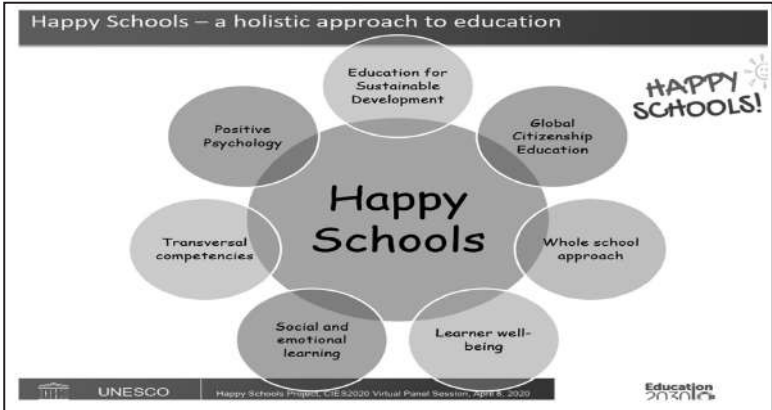 Happy Schools – a holistic approach to education
HAPPY
SCHOOLS!
Education for
Sustainable
Development
Global
Citizenship
Education
Whole school
approach
Learner well-
being
Social and
emotional
learning
Transversal
competencies
Positive
Psychology
Happy
Schools
UNESCO
Happy Schools Project, CIES2020 Virtual Panel Session, April 8, 2020
Education
2030